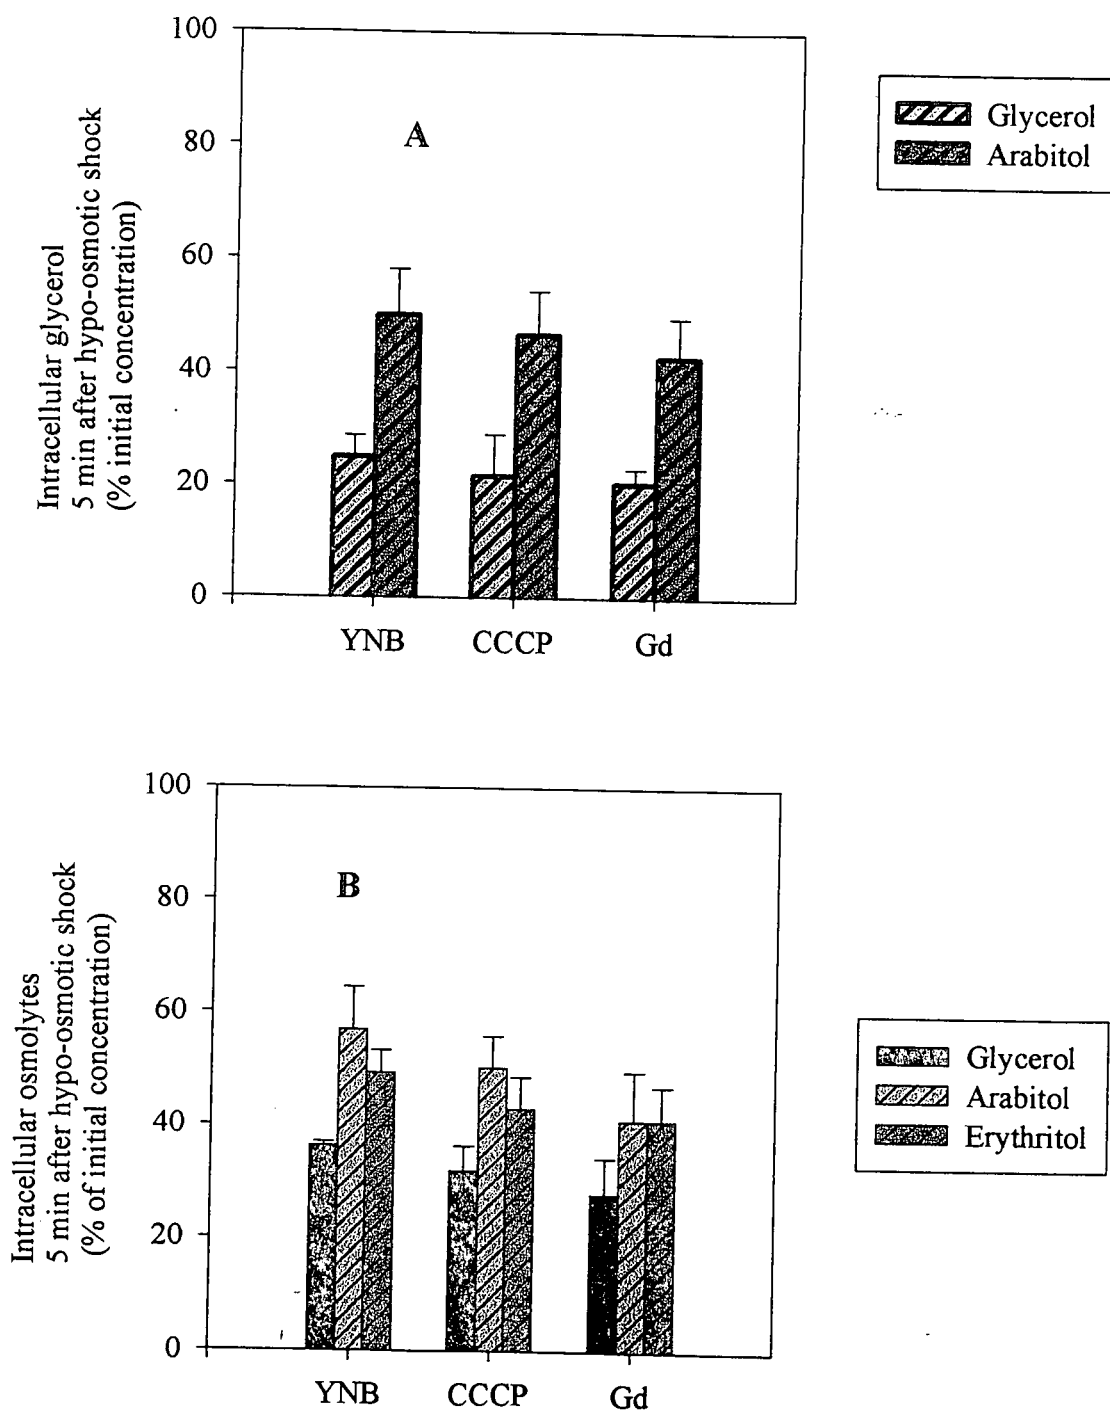 100
80
60
40
20
0
Intracellular glycerol
5 min after hypo-osmotic shock
(% initial concentration)
A
YNB CCCP Gd
Glycerol
Arabitol
100
80
60
40
20
0
Intracellular osmolytes
5 min after hypo-osmotic shock
(% of initial concentration)
B
YNB CCCP Gd
Glycerol
Arabitol
Erythritol